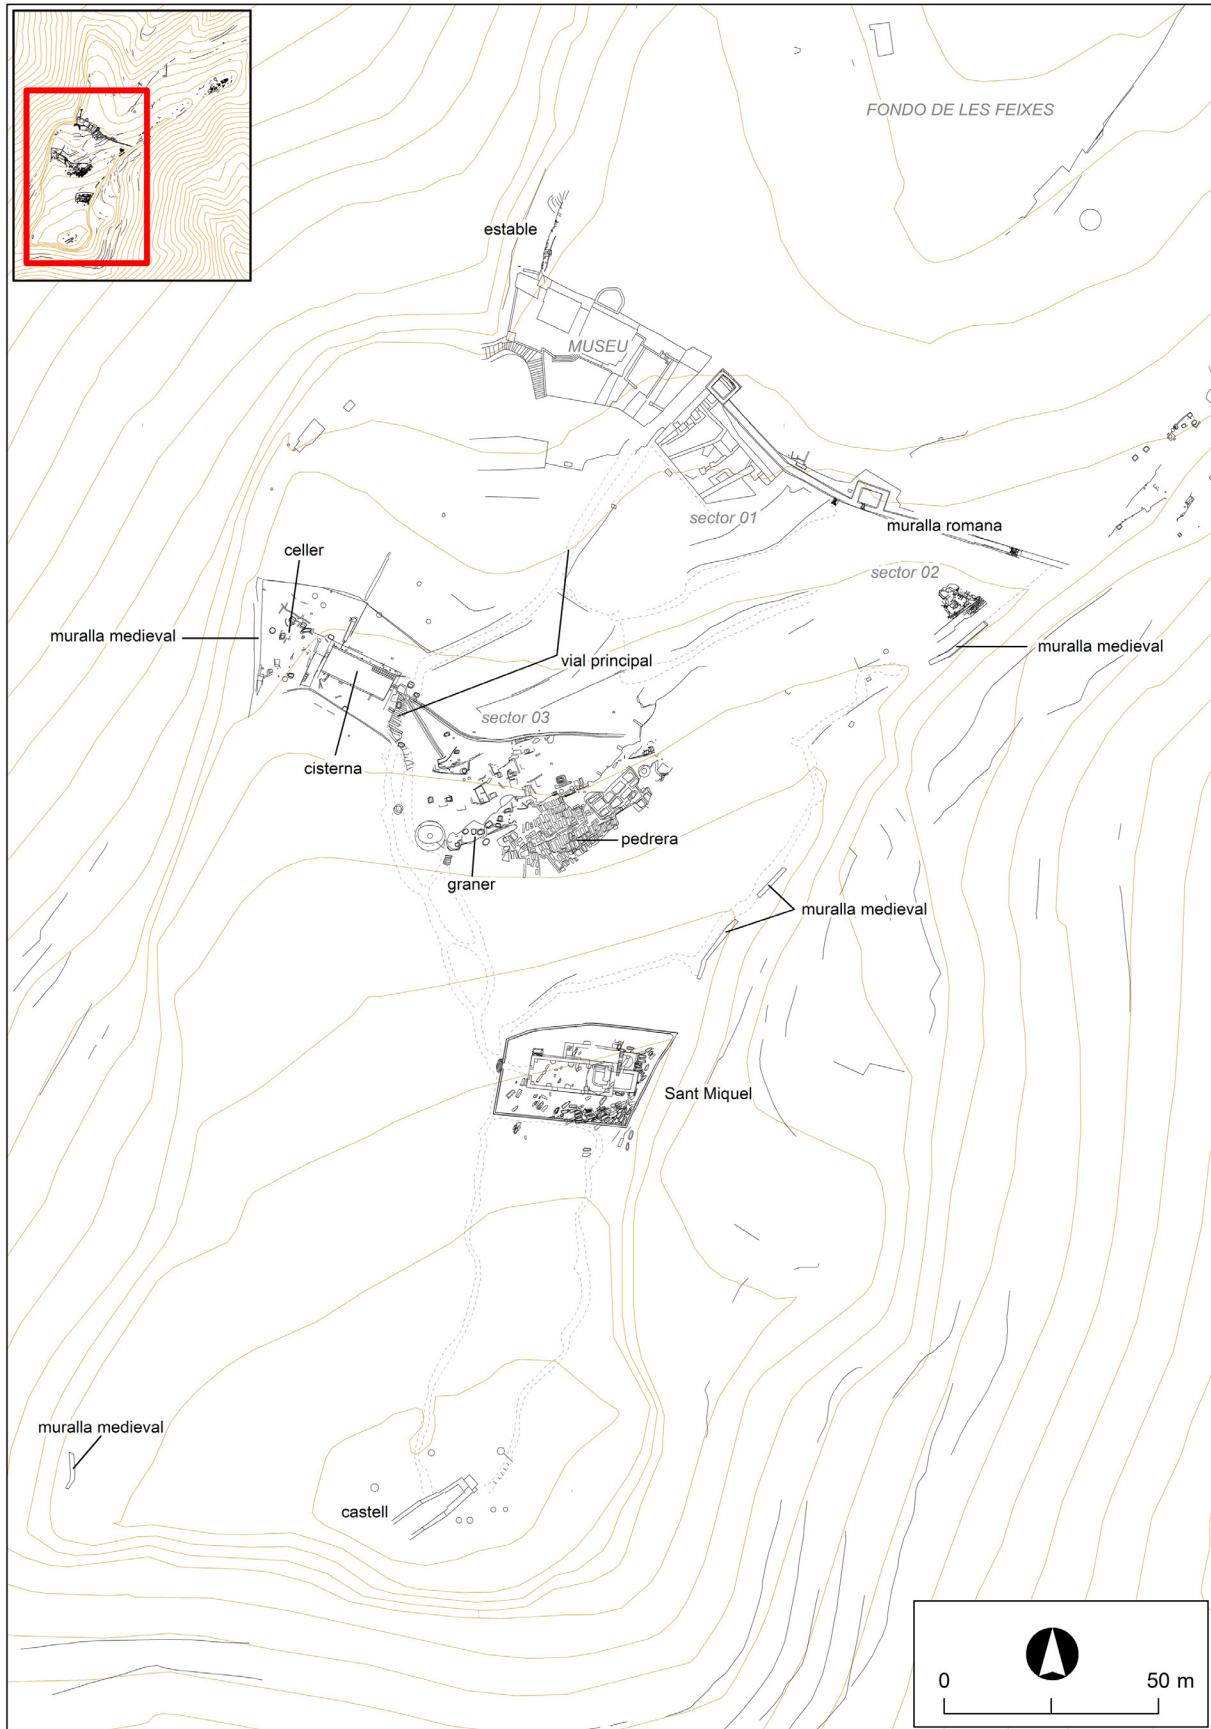 FONDO DE LES FEIXES
estable
MUSEU
sector 01
muralla romana
celler
sector 02
muralla medieval
muralla medieval
vial principal
sector 03
cisterna
pedrera
graner
muralla medieval
Sant Miquel
muralla medieval
castell
0 50 m